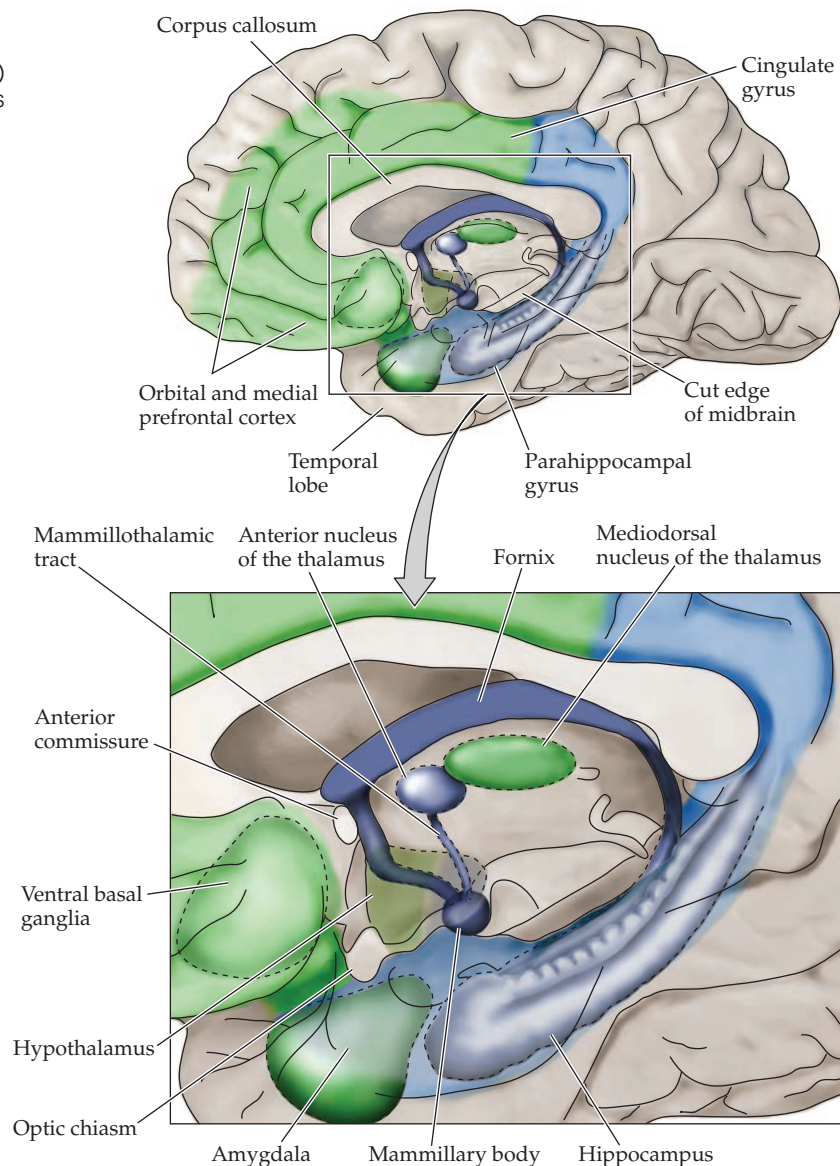 )
s
Corpus callosum
Cingulate
gyrus
Orbital and medial
prefrontal cortex
Cut edge
of midbrain
Temporal
lobe
Parahippocampal
gyrus
Mammillothalamic
tract
Anterior nucleus
of the thalamus
Fornix
Mediodorsal
nucleus of the thalamus
Anterior
commissure
Ventral basal
ganglia
Hypothalamus
Optic chiasm
Amygdala
Mammillary body
Hippocampus